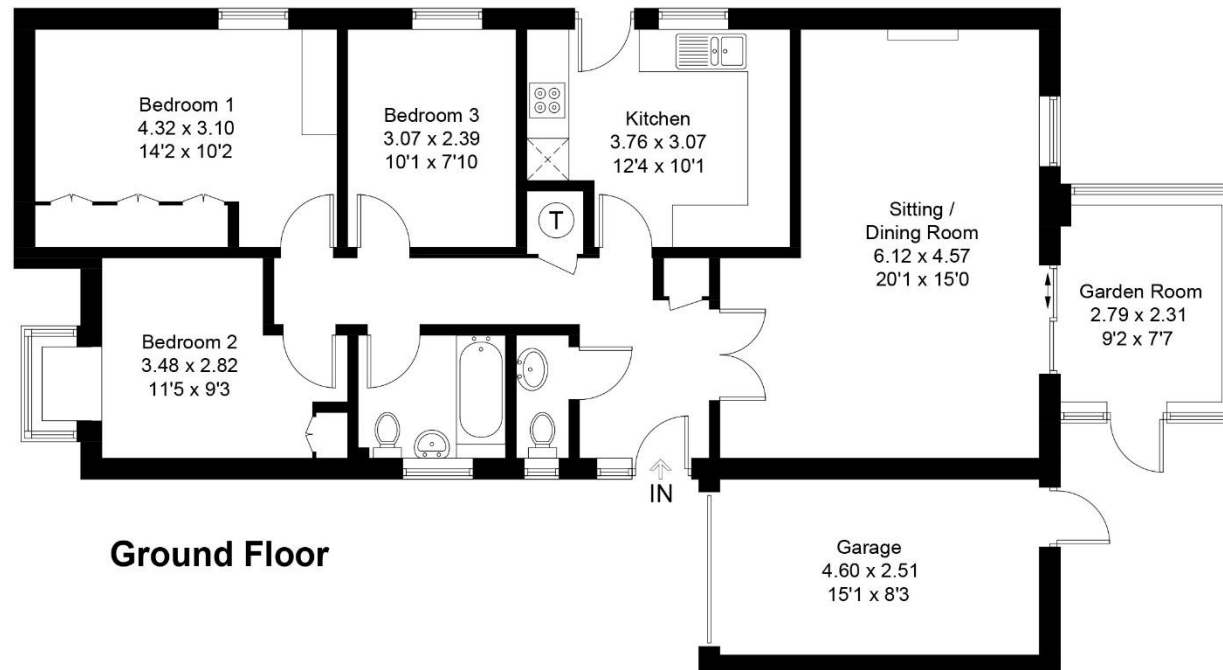 Bedroom 1
4.32 x 3.10
14'2 x 10'2
Bedroom 3
3.07 x 2.39
10'1 x 7'10
Kitchen
3.76 x 3.07
12'4 x 10'1
T
Sitting /
Dining Room
6.12 x 4.57
20'1 x 15'0
Garden Room
2.79 x 2.31
9'2 x 7'7
Bedroom 2
3.48 x 2.82
11'5 x 9'3
IN
Ground Floor
Garage
4.60 x 2.51
15'1 x 8'3